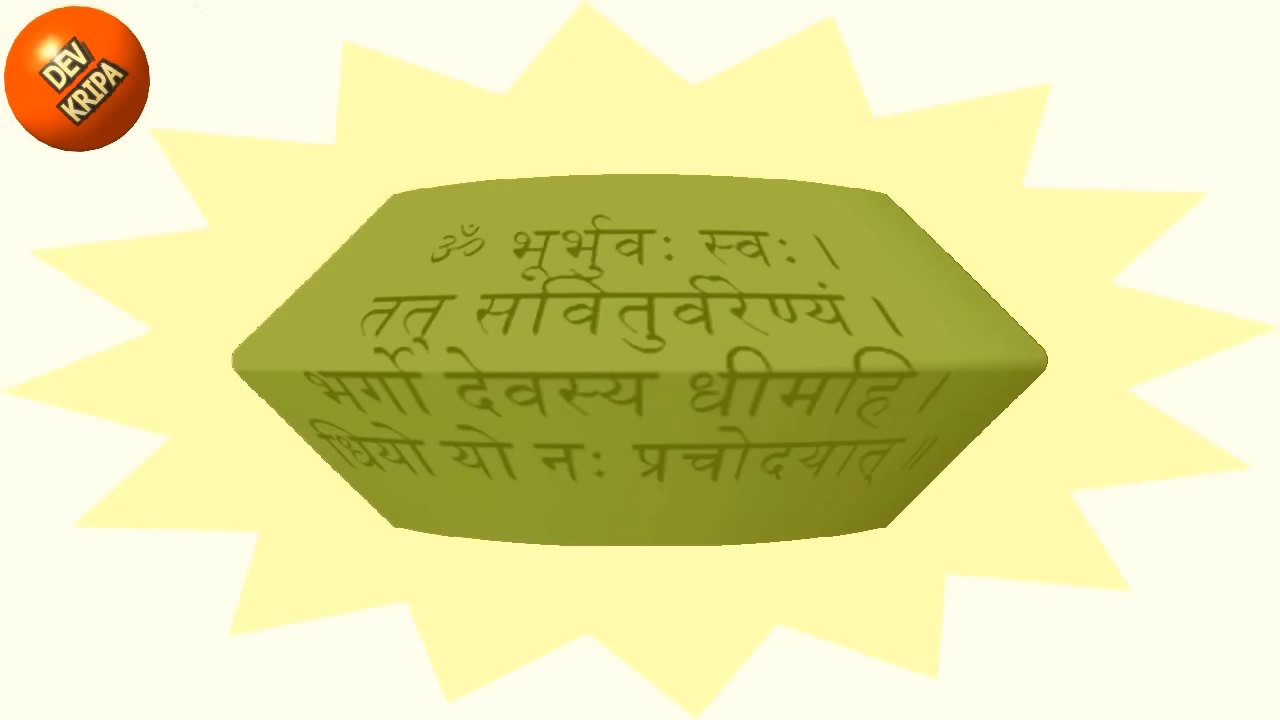 DEV
KRIPA
ॐ भूर्भुवः स्वः।
तत् सवितुर्वरेण्यं।
भर्गो देवस्य धीमहि।
धियो यो नः प्रचोदयात्॥